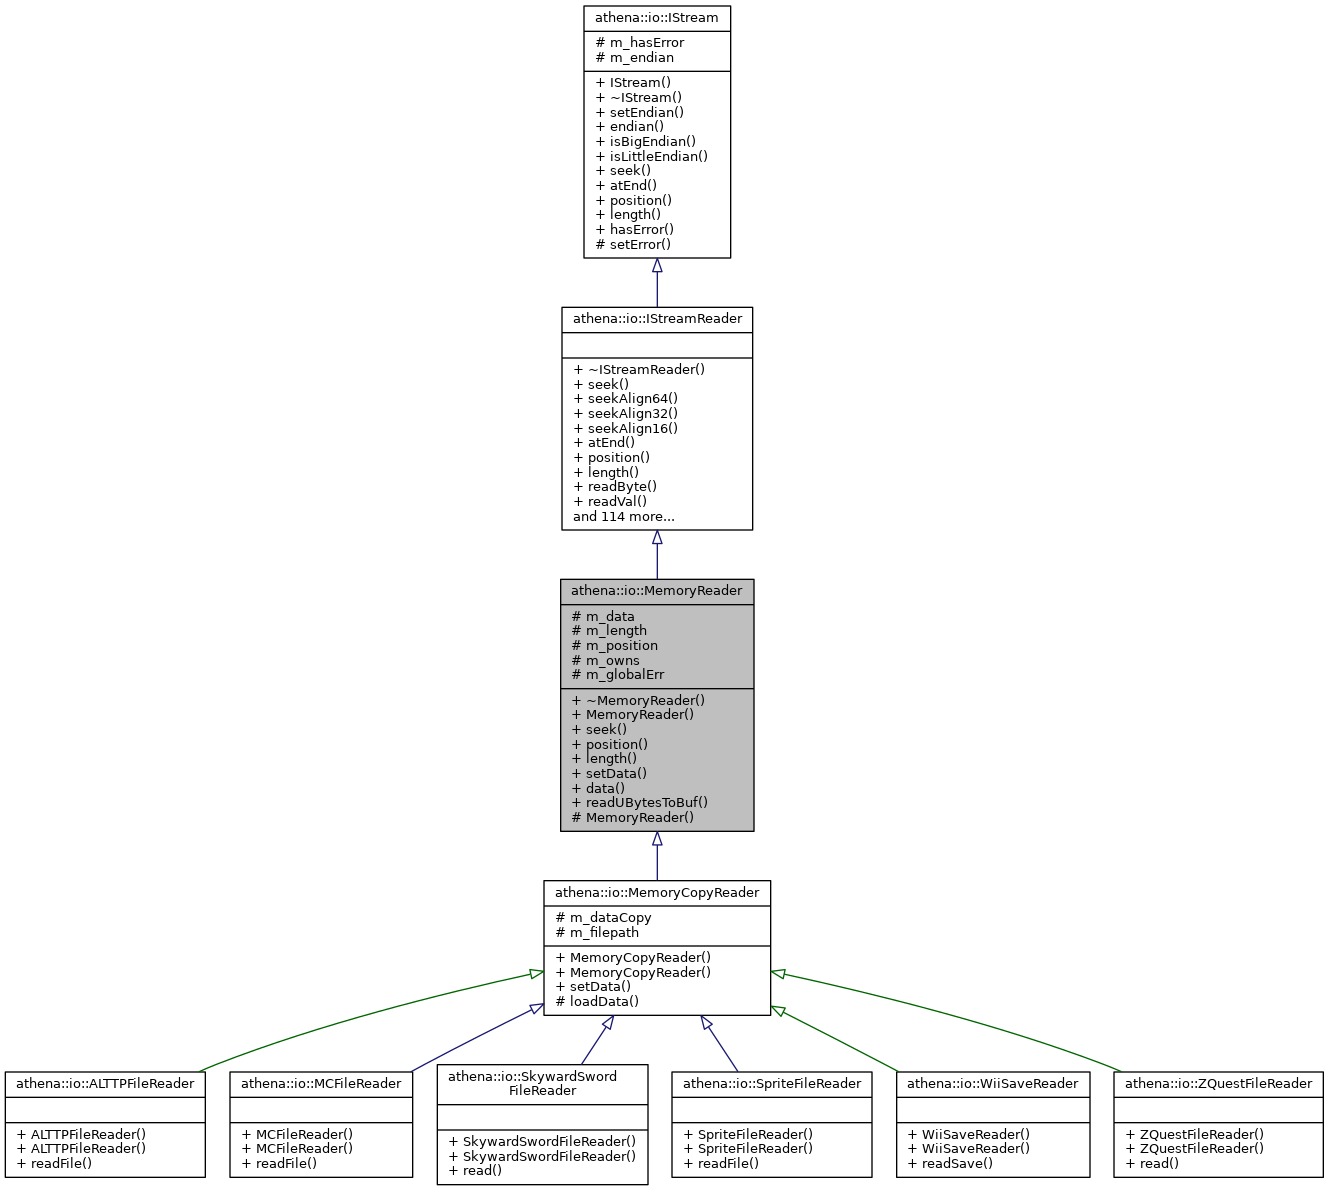 athena::io::IStream
# m_hasError
# m_endian
+ IStream()
+ ~IStream()
+ setEndian()
+ endian()
+ isBigEndian()
+ isLittleEndian()
+ seek()
+ atEnd()
+ position()
+ length()
+ hasError()
# setError()
athena::io::IStreamReader
+ ~IStreamReader()
+ seek()
+ seekAlign64()
+ seekAlign32()
+ seekAlign16()
+ atEnd()
+ position()
+ length()
+ readByte()
+ readVal()
and 114 more...
athena::io::MemoryReader
# m_data
# m_length
# m_position
# m_owns
# m_globalErr
+ ~MemoryReader()
+ MemoryReader()
+ seek()
+ position()
+ length()
+ setData()
+ data()
+ readUBytesToBuf()
# MemoryReader()
athena::io::MemoryCopyReader
# m_dataCopy
# m_filepath
+ MemoryCopyReader()
+ MemoryCopyReader()
+ setData()
# loadData()
athena::io::ALTTPFileReader
+ ALTTPFileReader()
+ ALTTPFileReader()
+ readFile()
athena::io::MCFileReader
+ MCFileReader()
+ MCFileReader()
+ readFile()
athena::io::SkywardSword
FileReader
+ SkywardSwordFileReader()
+ SkywardSwordFileReader()
+ read()
athena::io::SpriteFileReader
+ SpriteFileReader()
+ SpriteFileReader()
+ readFile()
athena::io::WiiSaveReader
+ WiiSaveReader()
+ WiiSaveReader()
+ readSave()
athena::io::ZQuestFileReader
+ ZQuestFileReader()
+ ZQuestFileReader()
+ read()